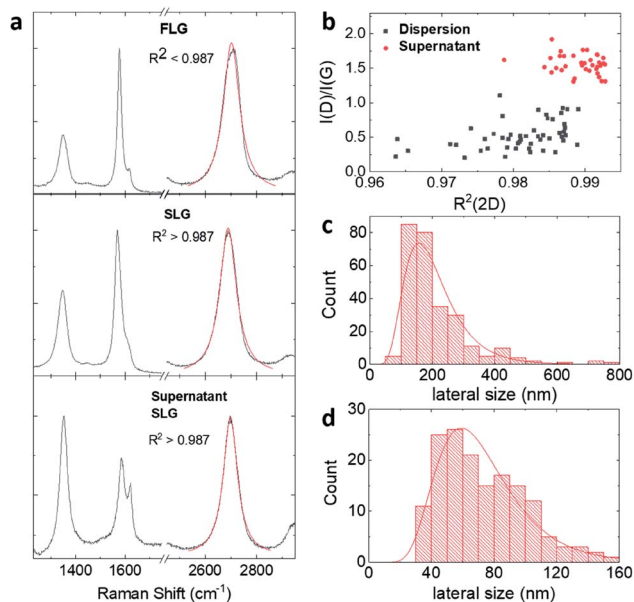 a
FLG
R² < 0.987
SLG
R² > 0.987
Supernatant
SLG
R² > 0.987
1400 1600 2600 2800
Raman Shift (cm⁻¹)
b
Dispersion
Supernatant
I(D)/I(G)
2.0
1.5
1.0
0.5
0.0
0.96 0.97 0.98 0.99
R²(2D)
c
Count
80
60
40
20
0
0 200 400 600 800
lateral size (nm)
d
Count
30
20
10
0
0 40 80 120 160
lateral size (nm)